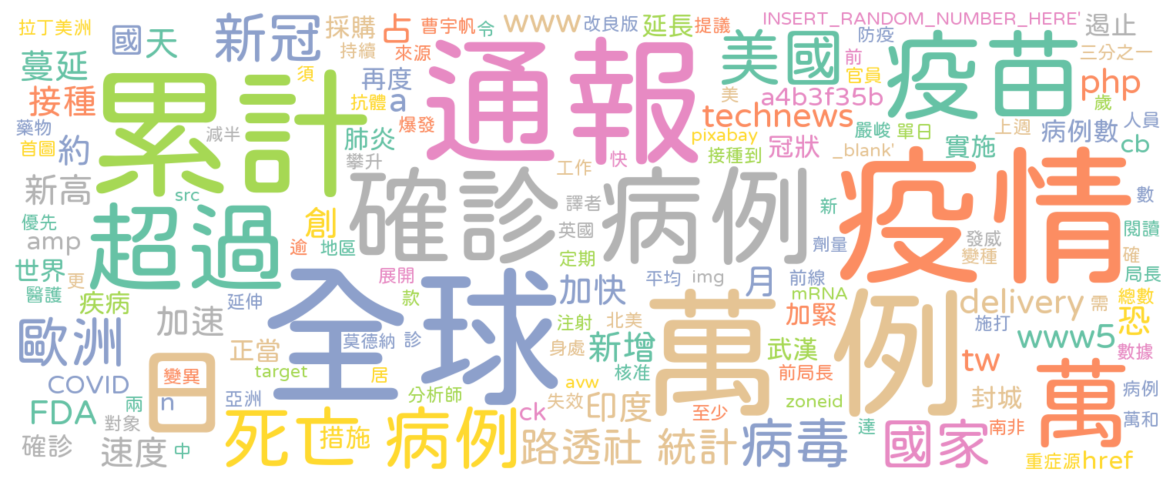 拉丁美洲
國
天
新冠
採購
占
曹宇帆
令
www
改良版
延長
提議
INSERT_RANDOM_NUMBER_HERE'
遏止
蔓延
累計
持續
來源
通報
美國
防疫
前
疫苗
三分之一
接種
須
再度
a
官員
php
抗體
美
a4b3f35b
歲
藥物
減半
爆發
technews
嚴峻
單日
上週
人員
首圖
約
肺炎
pixabay
_blank'
病例數
cb
攀升
快
接種到
冠狀
實施
新高
確診
工作
病例
疫情
src
譯者
新
數
優先
超過
創
英國
劑量
閱讀
amp
逾
地區
發威
定期
變種
確
世界
更
展開
加快
平均
img
月
前線
局長
醫護
疾病
延伸
全球
款
mRNA
delivery
需
總數
歐洲
加速
注射
北美
萬
加緊
例
施打
恐
日
正當
莫德納
診
身處
新增
武漢
www5
變異
target
核准
前局長
tw
萬
數據
COVID
n
居
avw
病例
FDA
兩
亞洲
分析師
失效
zoneid
封城
對象
死亡
病例
ck
印度
至少
達
南非
萬和
確診
速度
中
措施
路透社
統計
病毒
國家
重症源
href